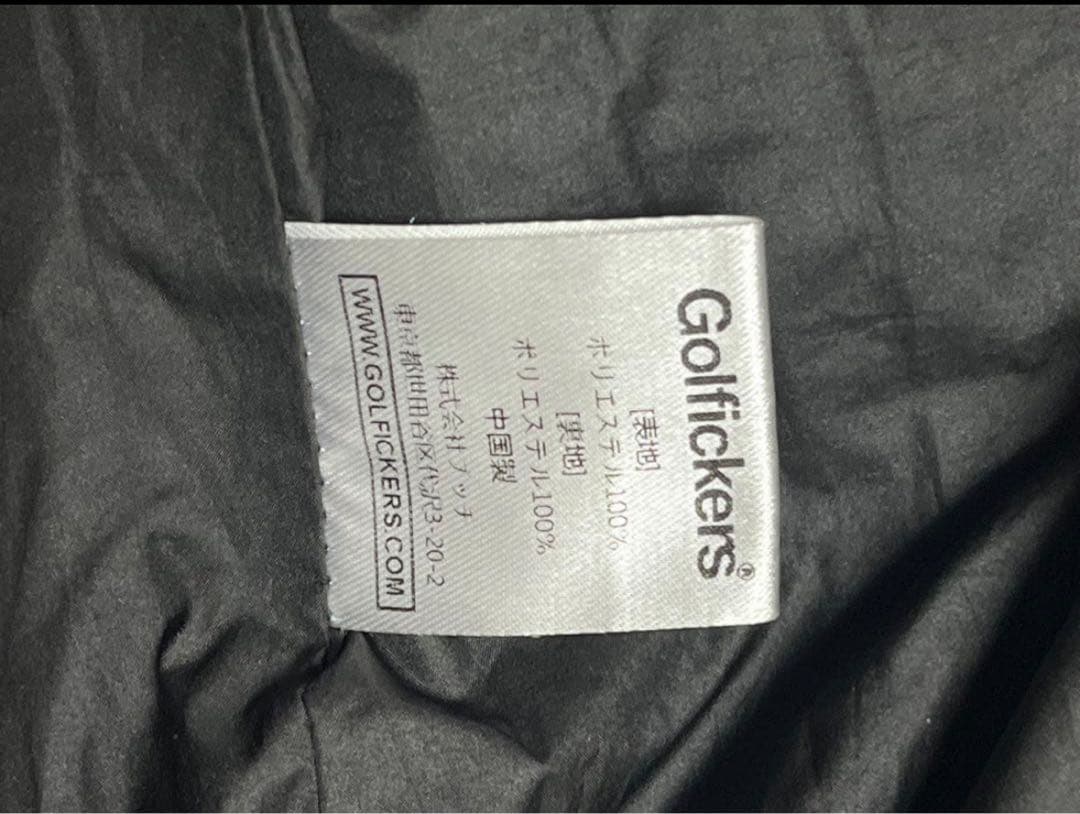 Golfickers®
[表地]
ポリエステル100%
[裏地]
ポリエステル100%
中国製
株式会社フッチ
東京都世田谷区代沢3-20-2
WWW.GOLFICKERS.COM